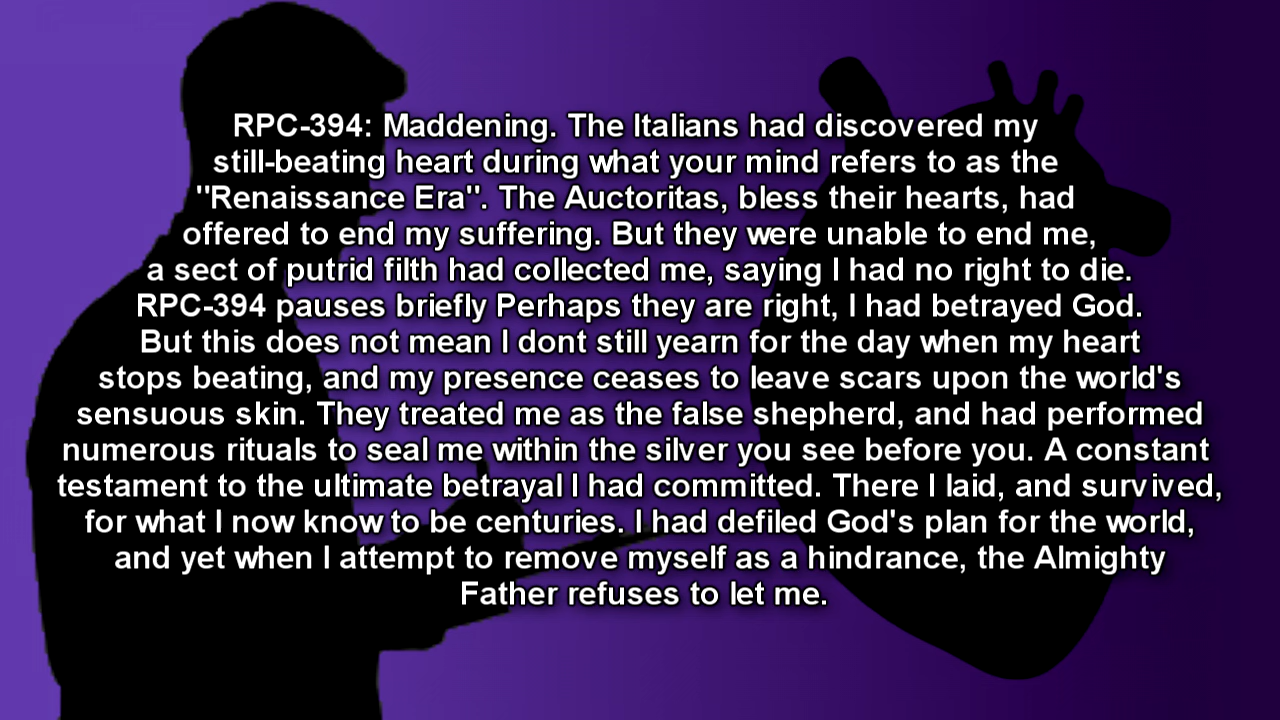 RPC-394: Maddening. The Italians had discovered my
still-beating heart during what your mind refers to as the
"Renaissance Era". The Auctoritas, bless their hearts, had
offered to end my suffering. But they were unable to end me,
a sect of putrid filth had collected me, saying I had no right to die.
RPC-394 pauses briefly Perhaps they are right, I had betrayed God.
But this does not mean I dont still yearn for the day when my heart
stops beating, and my presence ceases to leave scars upon the world's
sensuous skin. They treated me as the false shepherd, and had performed
numerous rituals to seal me within the silver you see before you. A constant
testament to the ultimate betrayal I had committed. There I laid, and survived,
for what I now know to be centuries. I had defiled God's plan for the world,
and yet when I attempt to remove myself as a hindrance, the Almighty
Father refuses to let me.